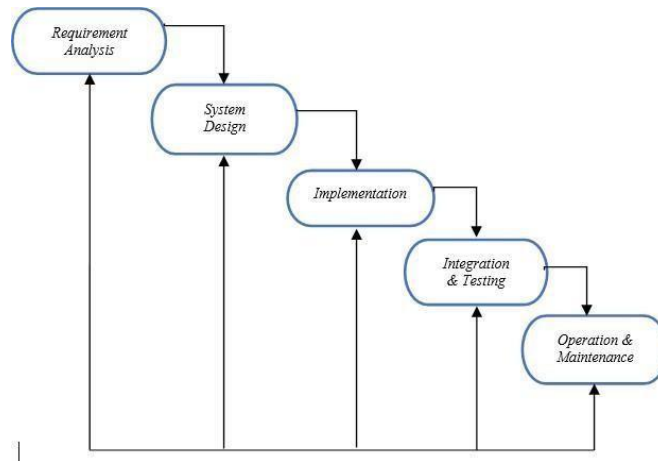 Requirement
Analysis
System
Design
Implementation
Integration
& Testing
Operation &
Maintenance